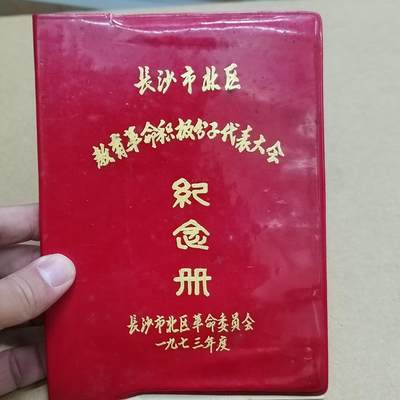 长沙市北区
教育革命积极分子代表大会
纪
念
册
长沙市北区革命委员会
一九七三年度